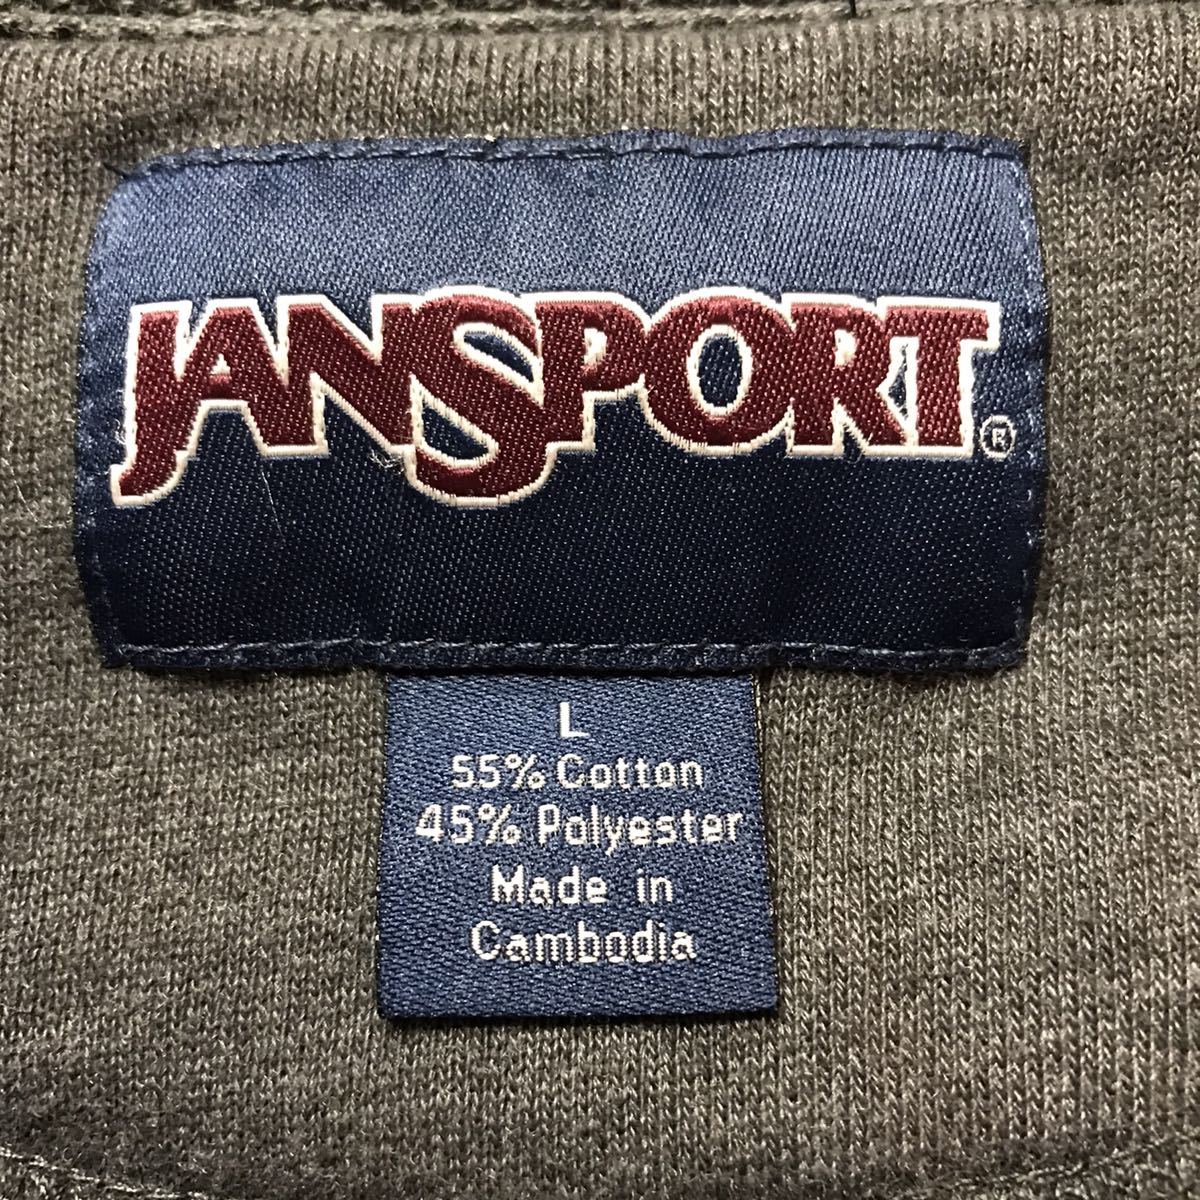 JANSPORT®
L
55% Cotton
45% Polyester
Made in
Cambodia